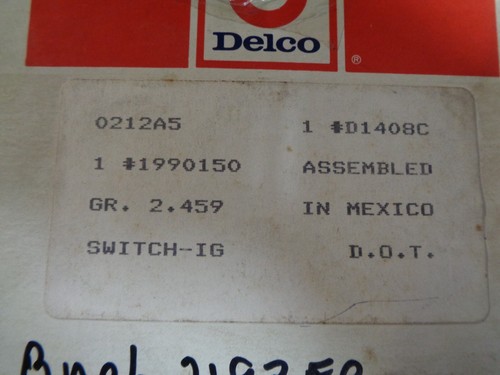 Delco ®
0212A5 1 #D1408C
1 #1990150 ASSEMBLED
GR. 2.459 IN MEXICO
SWITCH-IG D.O.T.